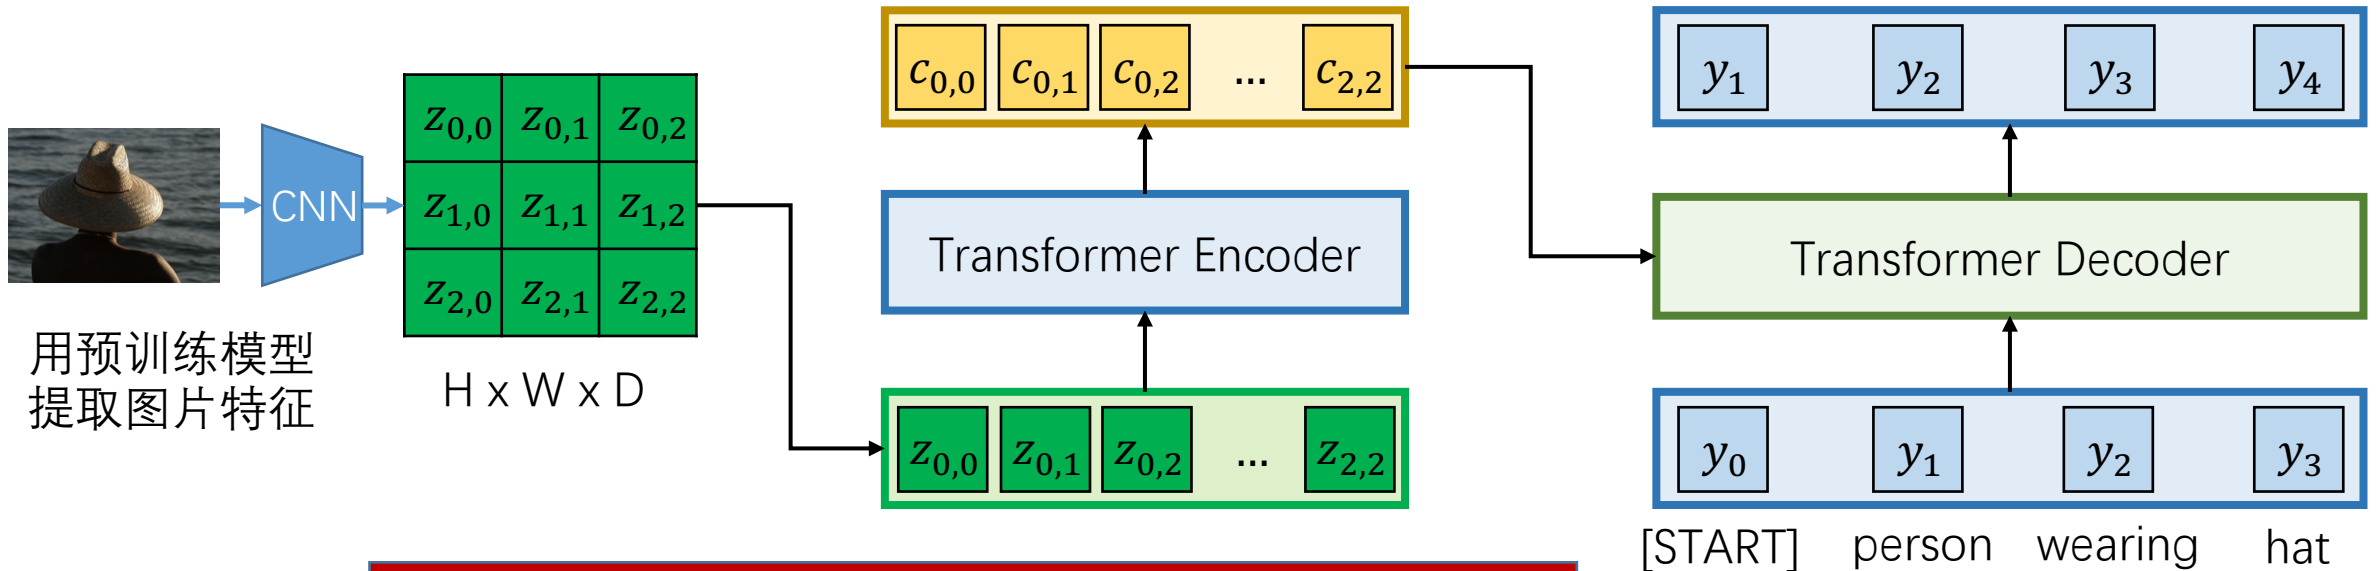 CNN
用预训练模型
提取图片特征
z0,0 z0,1 z0,2
z1,0 z1,1 z1,2
z2,0 z2,1 z2,2
H x W x D
c0,0 c0,1 c0,2 ... c2,2
Transformer Encoder
z0,0 z0,1 z0,2 ... z2,2
y1 y2 y3 y4
Transformer Decoder
y0 y1 y2 y3
[START] person wearing hat